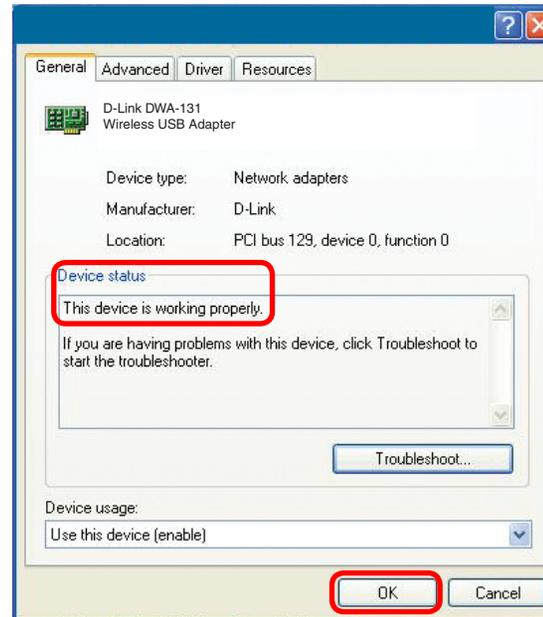 General Advanced Driver Resources
D-Link DWA-131
Wireless USB Adapter
Device type: Network adapters
Manufacturer: D-Link
Location: PCI bus 129, device 0, function 0
Device status
This device is working properly.
If you are having problems with this device, click Troubleshoot to
start the troubleshooter.
Troubleshoot...
Device usage:
Use this device (enable)
OK Cancel